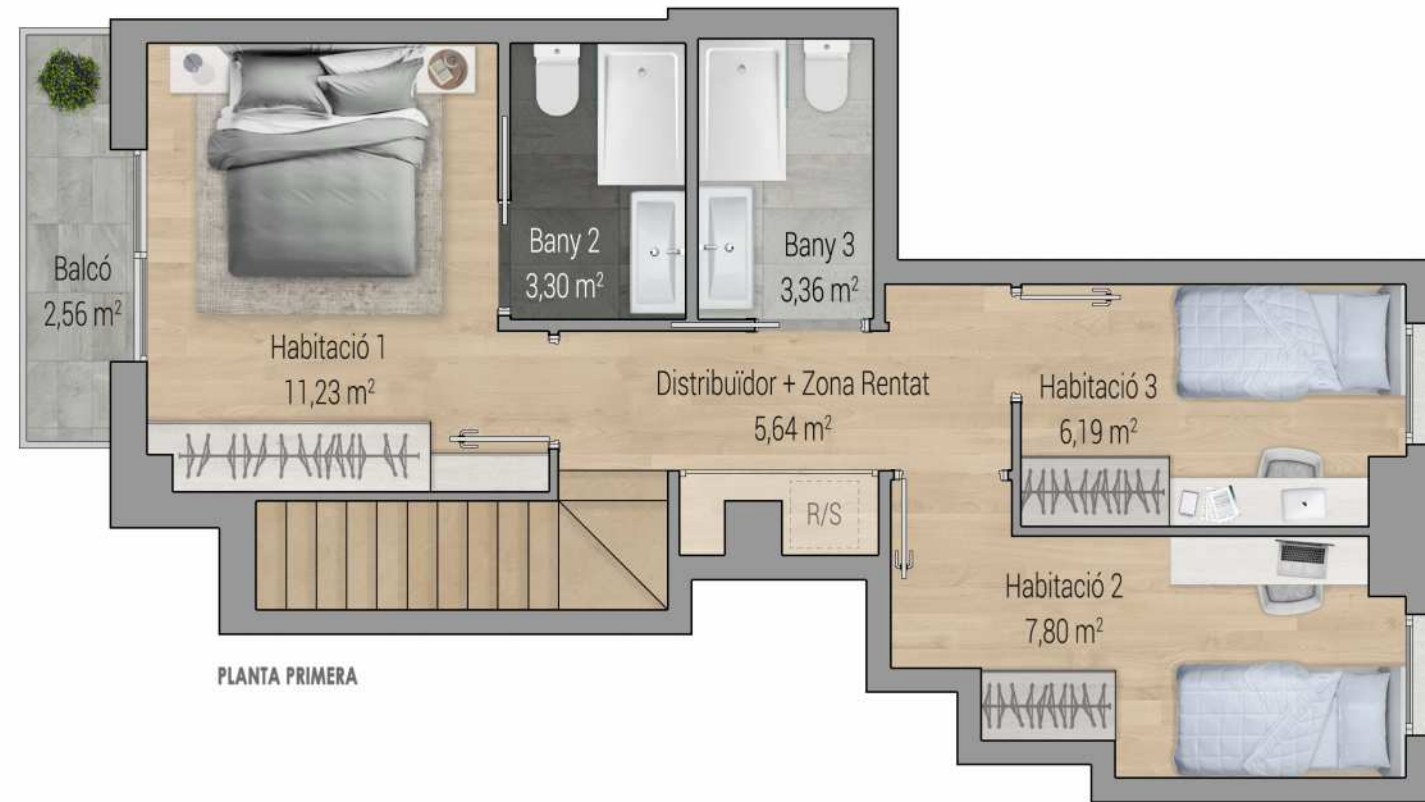 Balcó
2,56 m²
Habitació 1
11,23 m²
Bany 2
3,30 m²
Bany 3
3,36 m²
Distribuïdor + Zona Rentat
5,64 m²
Habitació 3
6,19 m²
R/S
Habitació 2
7,80 m²
PLANTA PRIMERA